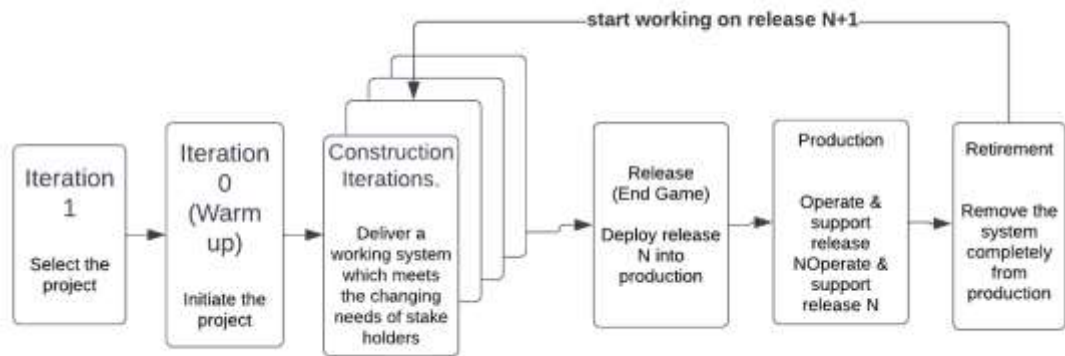 start working on release N+1
Iteration
1
Select the
project
Iteration
0
(Warm
up)
Initiate the
project
Construction
Iterations.
Deliver a
working system
which meets
the changing
needs of stake
holders
Release
(End Game)
Deploy release
N into
production
Production
Operate &
support
release
NOperate &
support
release N
Retirement
Remove the
system
completely
from
production